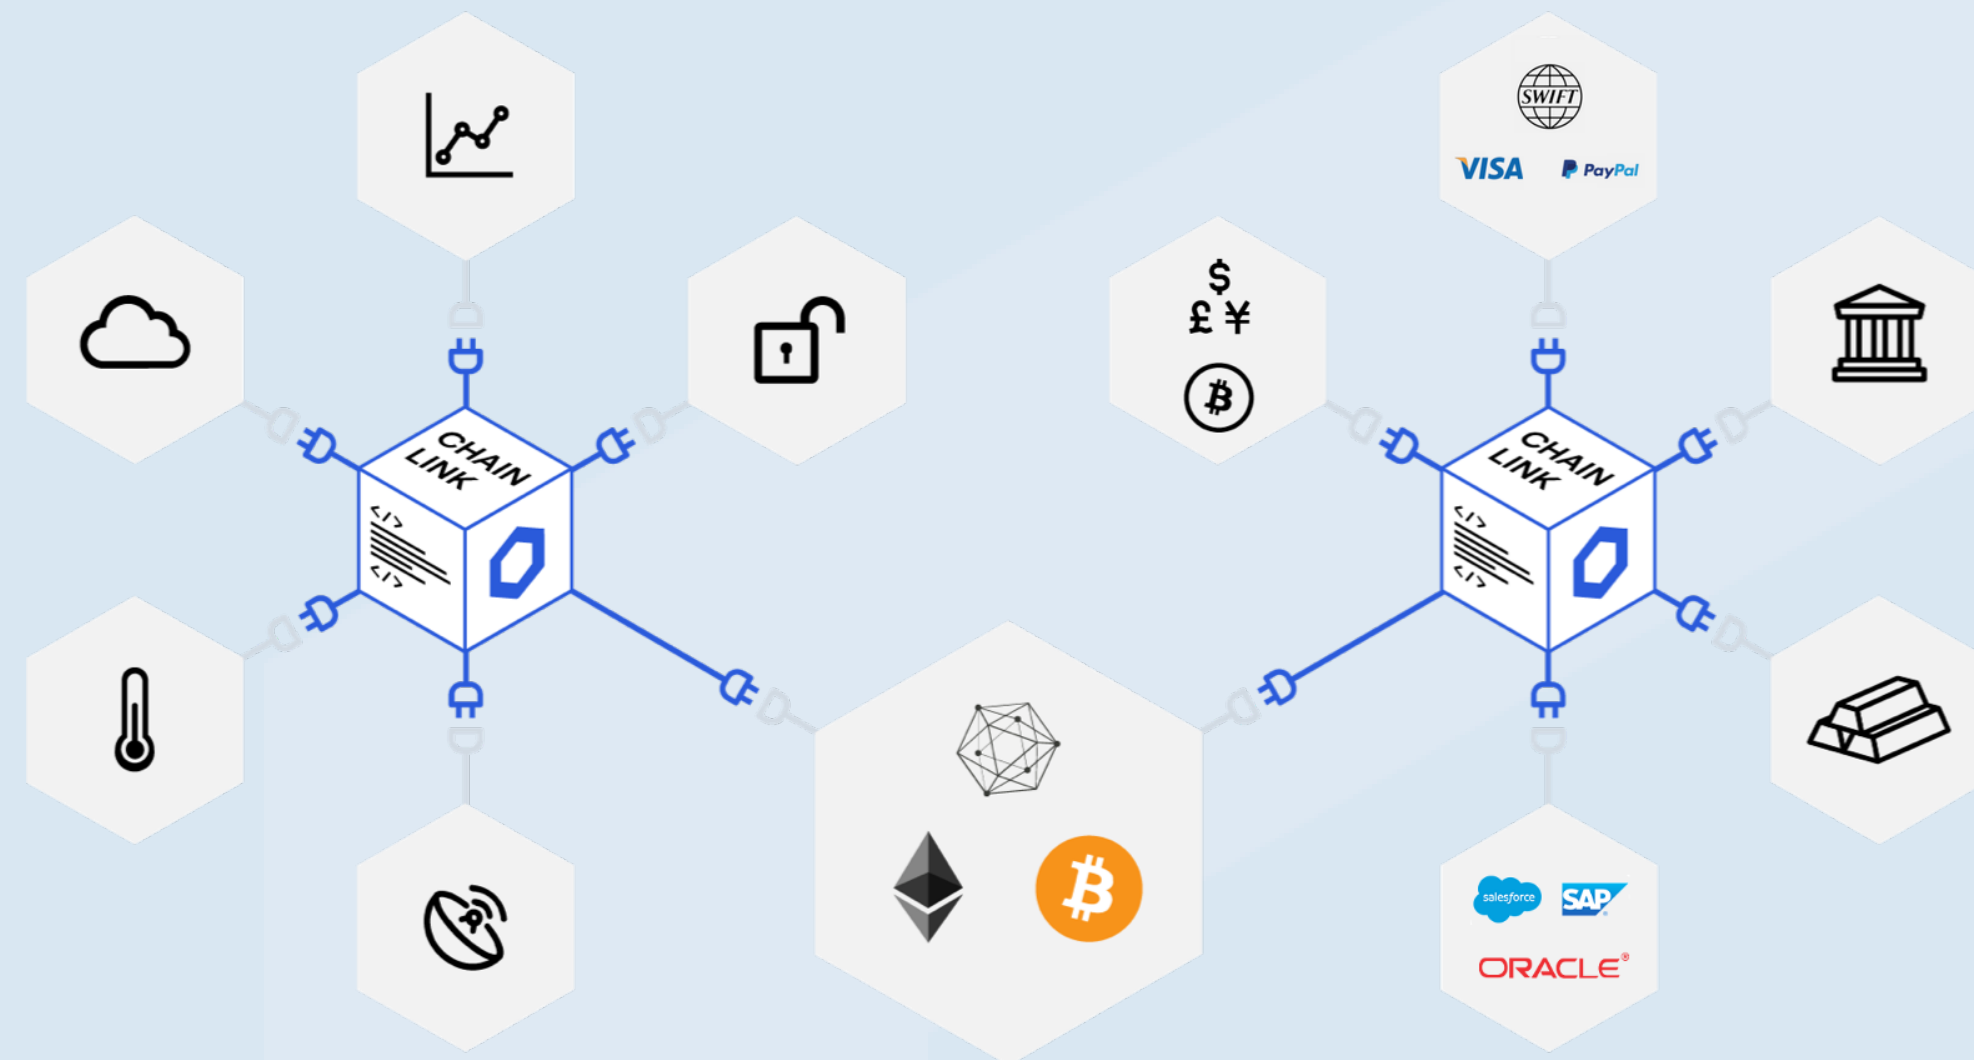 SWIFT
VISA PayPal
$
£ ¥
CHAIN
LINK
</>
</>
CHAIN
LINK
</>
</>
salesforce SAP®
ORACLE®